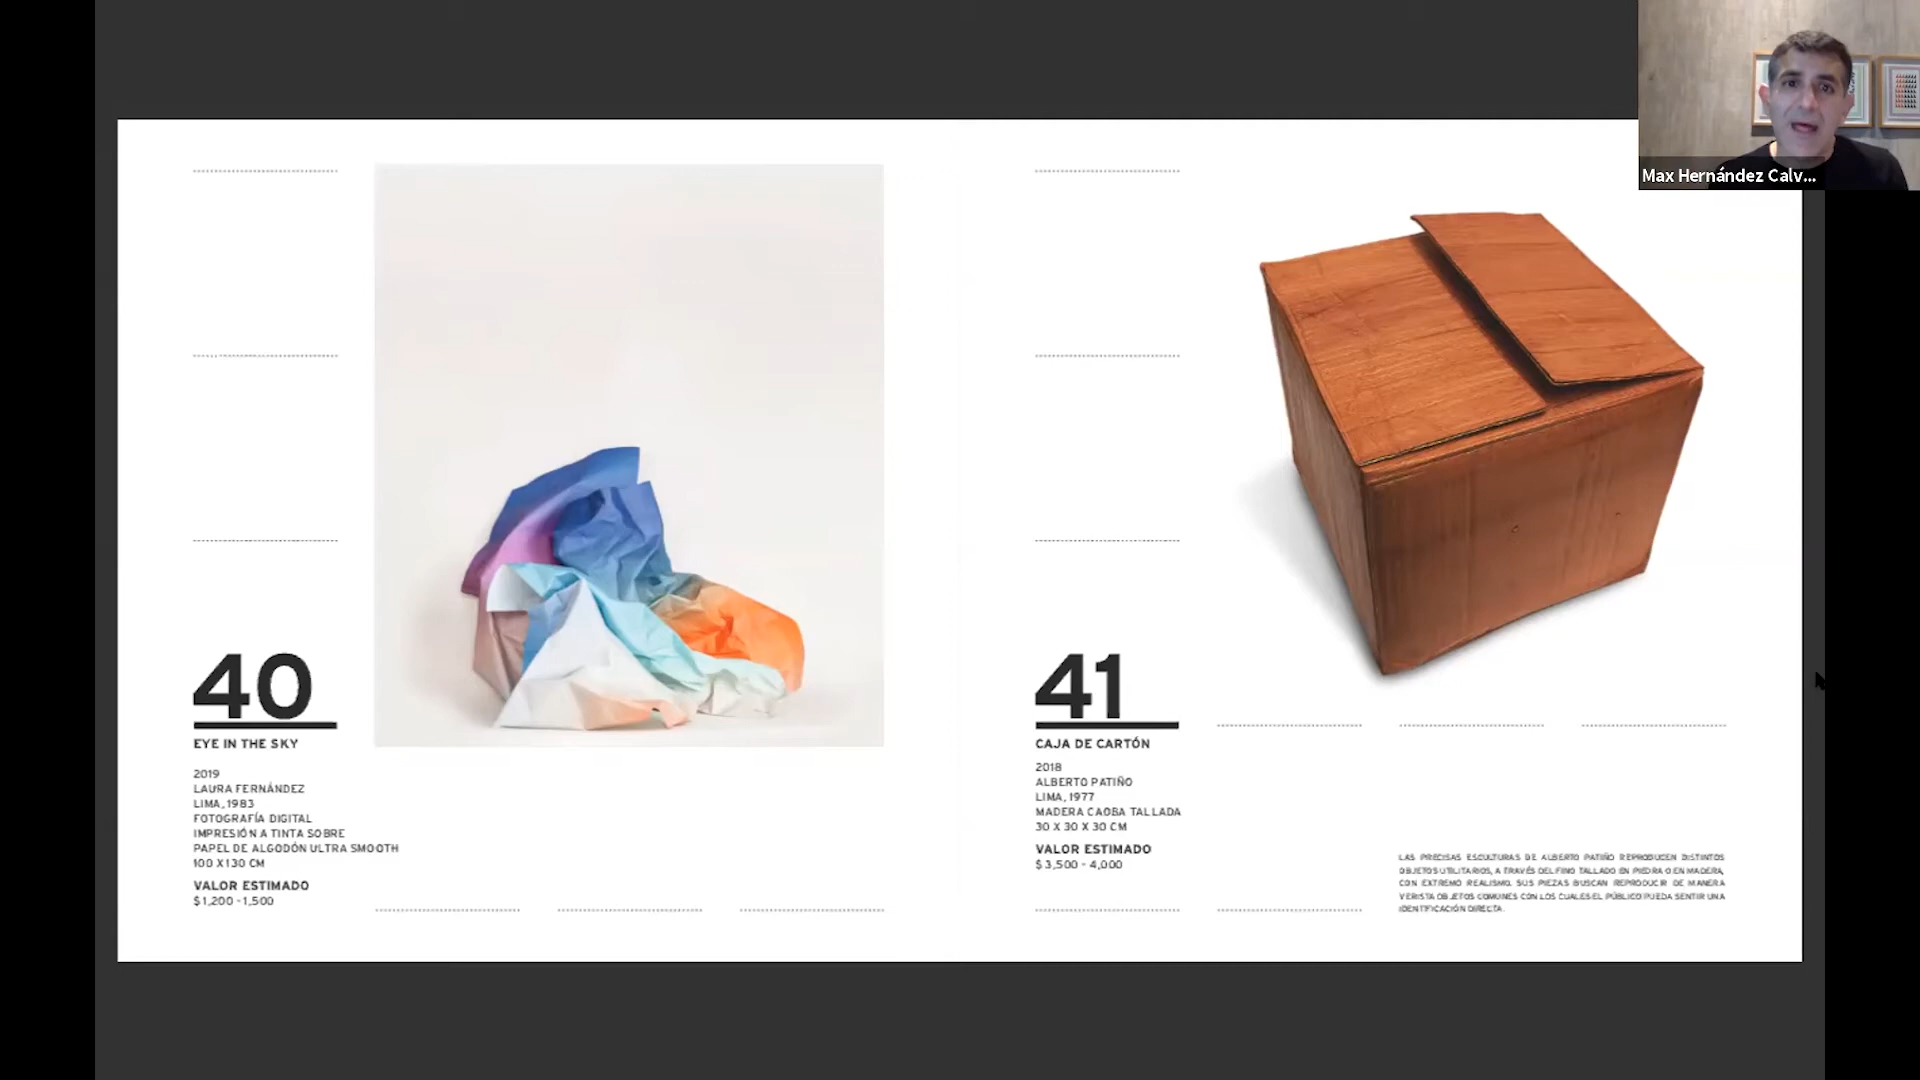 Max Hernández Calv...
40
EYE IN THE SKY
2019
LAURA FERNÁNDEZ
LIMA, 1983
FOTOGRAFÍA DIGITAL
IMPRESIÓN A TINTA SOBRE
PAPEL DE ALGODÓN ULTRA SMOOTH
100 X 130 CM
VALOR ESTIMADO
$ 1,200 - 1,500
41
CAJA DE CARTÓN
2018
ALBERTO PATIÑO
LIMA, 1977
MADERA CAOBA TALLADA
30 X 30 X 30 CM
VALOR ESTIMADO
$ 3,500 - 4,000
LAS PRECISAS ESCULTURAS DE ALBERTO PATIÑO REPRODUCEN DISTINTOS
OBJETOS UTILITARIOS, A TRAVÉS DEL FINO TALLADO EN PIEDRA O EN MADERA,
CON EXTREMO REALISMO. SUS PIEZAS BUSCAN REPRODUCIR DE MANERA
VERISTA OBJETOS COMUNES CON LOS CUALES EL PÚBLICO PUEDA SENTIR UNA
IDENTIFICACIÓN DIRECTA.